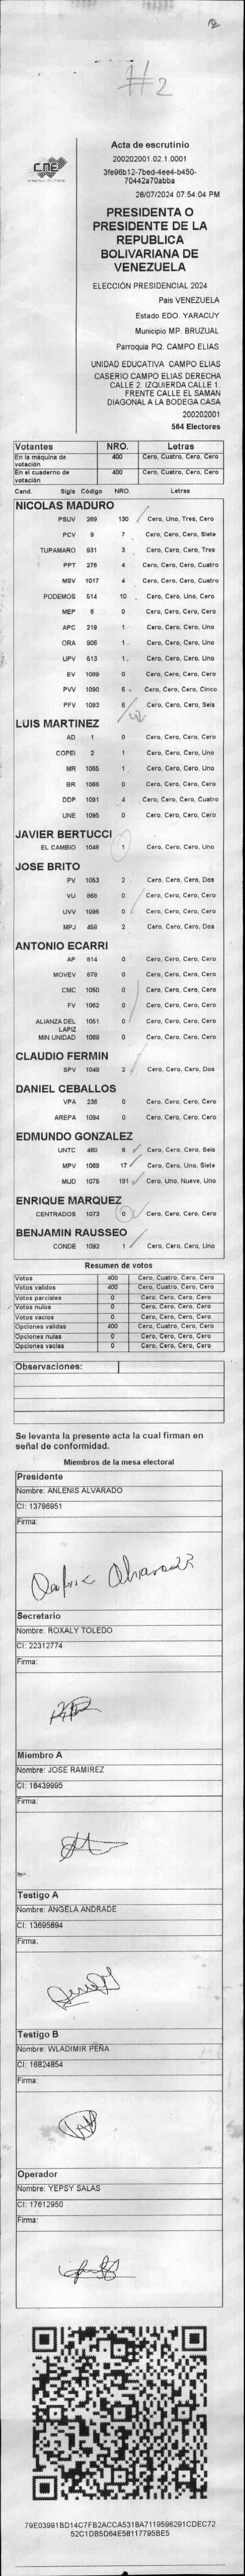 #2
CNE
Acta de escrutinio
200202001.02.1.0001
3fe96b12-7bed-4ee4-b450-
70442a70abba
28/07/2024 07:54:04 PM
PRESIDENTA O
PRESIDENTE DE LA
REPUBLICA
BOLIVARIANA DE
VENEZUELA
ELECCIÓN PRESIDENCIAL 2024
Pais VENEZUELA
Estado EDO. YARACUY
Municipio MP. BRUZUAL
Parroquia PQ. CAMPO ELIAS
UNIDAD EDUCATIVA CAMPO ELIAS
CASERIO CAMPO ELIAS DERECHA
CALLE 2. IZQUIERDA CALLE 1.
FRENTE CALLE EL SAMAN
DIAGONAL A LA BODEGA CASA
200202001
564 Electores
Votantes NRO. Letras
En la máquina de votación 400 Cero, Cuatro, Cero, Cero
En el cuaderno de votación 400 Cero, Cuatro, Cero, Cero
Cand. Sigla Código NRO. Letras
NICOLAS MADURO
PSUV 269 130 Cero, Uno, Tres, Cero
PCV 9 7 Cero, Cero, Cero, Siete
TUPAMARO 931 3 Cero, Cero, Cero, Tres
PPT 276 4 Cero, Cero, Cero, Cuatro
MSV 1017 4 Cero, Cero, Cero, Cuatro
PODEMOS 514 10 Cero, Cero, Uno, Cero
MEP 6 0 Cero, Cero, Cero, Cero
APC 219 1 Cero, Cero, Cero, Uno
ORA 906 1 Cero, Cero, Cero, Uno
UPV 513 1 Cero, Cero, Cero, Uno
EV 1089 0 Cero, Cero, Cero, Cero
PVV 1090 5 Cero, Cero, Cero, Cinco
PFV 1093 6 Cero, Cero, Cero, Seis
LUIS MARTINEZ
AD 1 0 Cero, Cero, Cero, Cero
COPEI 2 1 Cero, Cero, Cero, Uno
MR 1065 1 Cero, Cero, Cero, Uno
BR 1066 0 Cero, Cero, Cero, Cero
DDP 1091 4 Cero, Cero, Cero, Cuatro
UNE 1095 0 Cero, Cero, Cero, Cero
JAVIER BERTUCCI
EL CAMBIO 1048 1 Cero, Cero, Cero, Uno
JOSE BRITO
PV 1053 2 Cero, Cero, Cero, Dos
VU 868 0 Cero, Cero, Cero, Cero
UVV 1096 0 Cero, Cero, Cero, Cero
MPJ 458 2 Cero, Cero, Cero, Dos
ANTONIO ECARRI
AP 814 0 Cero, Cero, Cero, Cero
MOVEV 879 0 Cero, Cero, Cero, Cero
CMC 1050 0 Cero, Cero, Cero, Cero
FV 1062 0 Cero, Cero, Cero, Cero
ALIANZA DEL LAPIZ 1051 0 Cero, Cero, Cero, Cero
MIN UNIDAD 1068 0 Cero, Cero, Cero, Cero
CLAUDIO FERMIN
SPV 1049 2 Cero, Cero, Cero, Dos
DANIEL CEBALLOS
VPA 236 0 Cero, Cero, Cero, Cero
AREPA 1094 0 Cero, Cero, Cero, Cero
EDMUNDO GONZALEZ
UNTC 460 6 Cero, Cero, Cero, Seis
MPV 1069 17 Cero, Cero, Uno, Siete
MUD 1075 191 Cero, Uno, Nueve, Uno
ENRIQUE MARQUEZ
CENTRADOS 1073 0 Cero, Cero, Cero, Cero
BENJAMIN RAUSSEO
CONDE 1092 1 Cero, Cero, Cero, Uno
Resumen de votos
Votos 400 Cero, Cuatro, Cero, Cero
Votos validos 400 Cero, Cuatro, Cero, Cero
Votos parciales 0 Cero, Cero, Cero, Cero
Votos nulos 0 Cero, Cero, Cero, Cero
Votos vacios 0 Cero, Cero, Cero, Cero
Opciones validas 400 Cero, Cuatro, Cero, Cero
Opciones nulas 0 Cero, Cero, Cero, Cero
Opciones vacias 0 Cero, Cero, Cero, Cero
Observaciones:
Se levanta la presente acta la cual firman en
señal de conformidad.
Miembros de la mesa electoral
Presidente
Nombre: ANLENIS ALVARADO
CI: 13796951
Firma:
Secretario
Nombre: ROXALY TOLEDO
CI: 22312774
Firma:
Miembro A
Nombre: JOSE RAMIREZ
CI: 18439995
Firma:
Testigo A
Nombre: ANGELA ANDRADE
CI: 13695894
Firma:
Testigo B
Nombre: WLADIMIR PEÑA
CI: 16824854
Firma:
Operador
Nombre: YEPSY SALAS
CI: 17612950
Firma:
79E03991BD14C7FB2ACCA5318A7119596291CDEC72
52C1DB5D64E58117795BE5